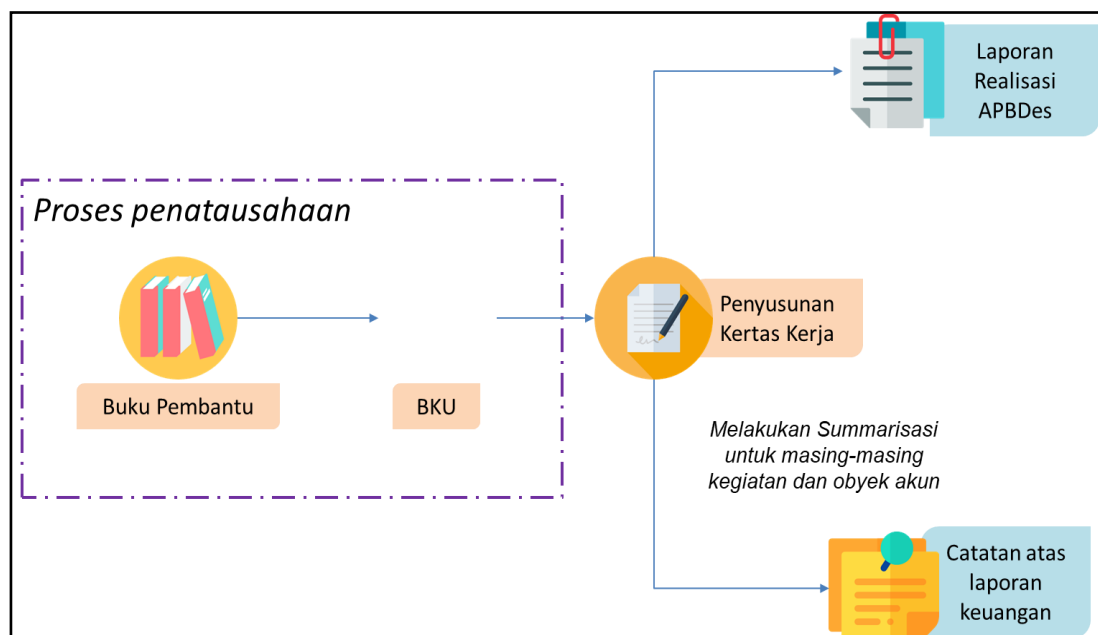 Laporan
Realisasi
APBDes
Proses penatausahaan
Buku Pembantu
BKU
Penyusunan
Kertas Kerja
Melakukan Summarisasi
untuk masing-masing
kegiatan dan obyek akun
Catatan atas
laporan
keuangan